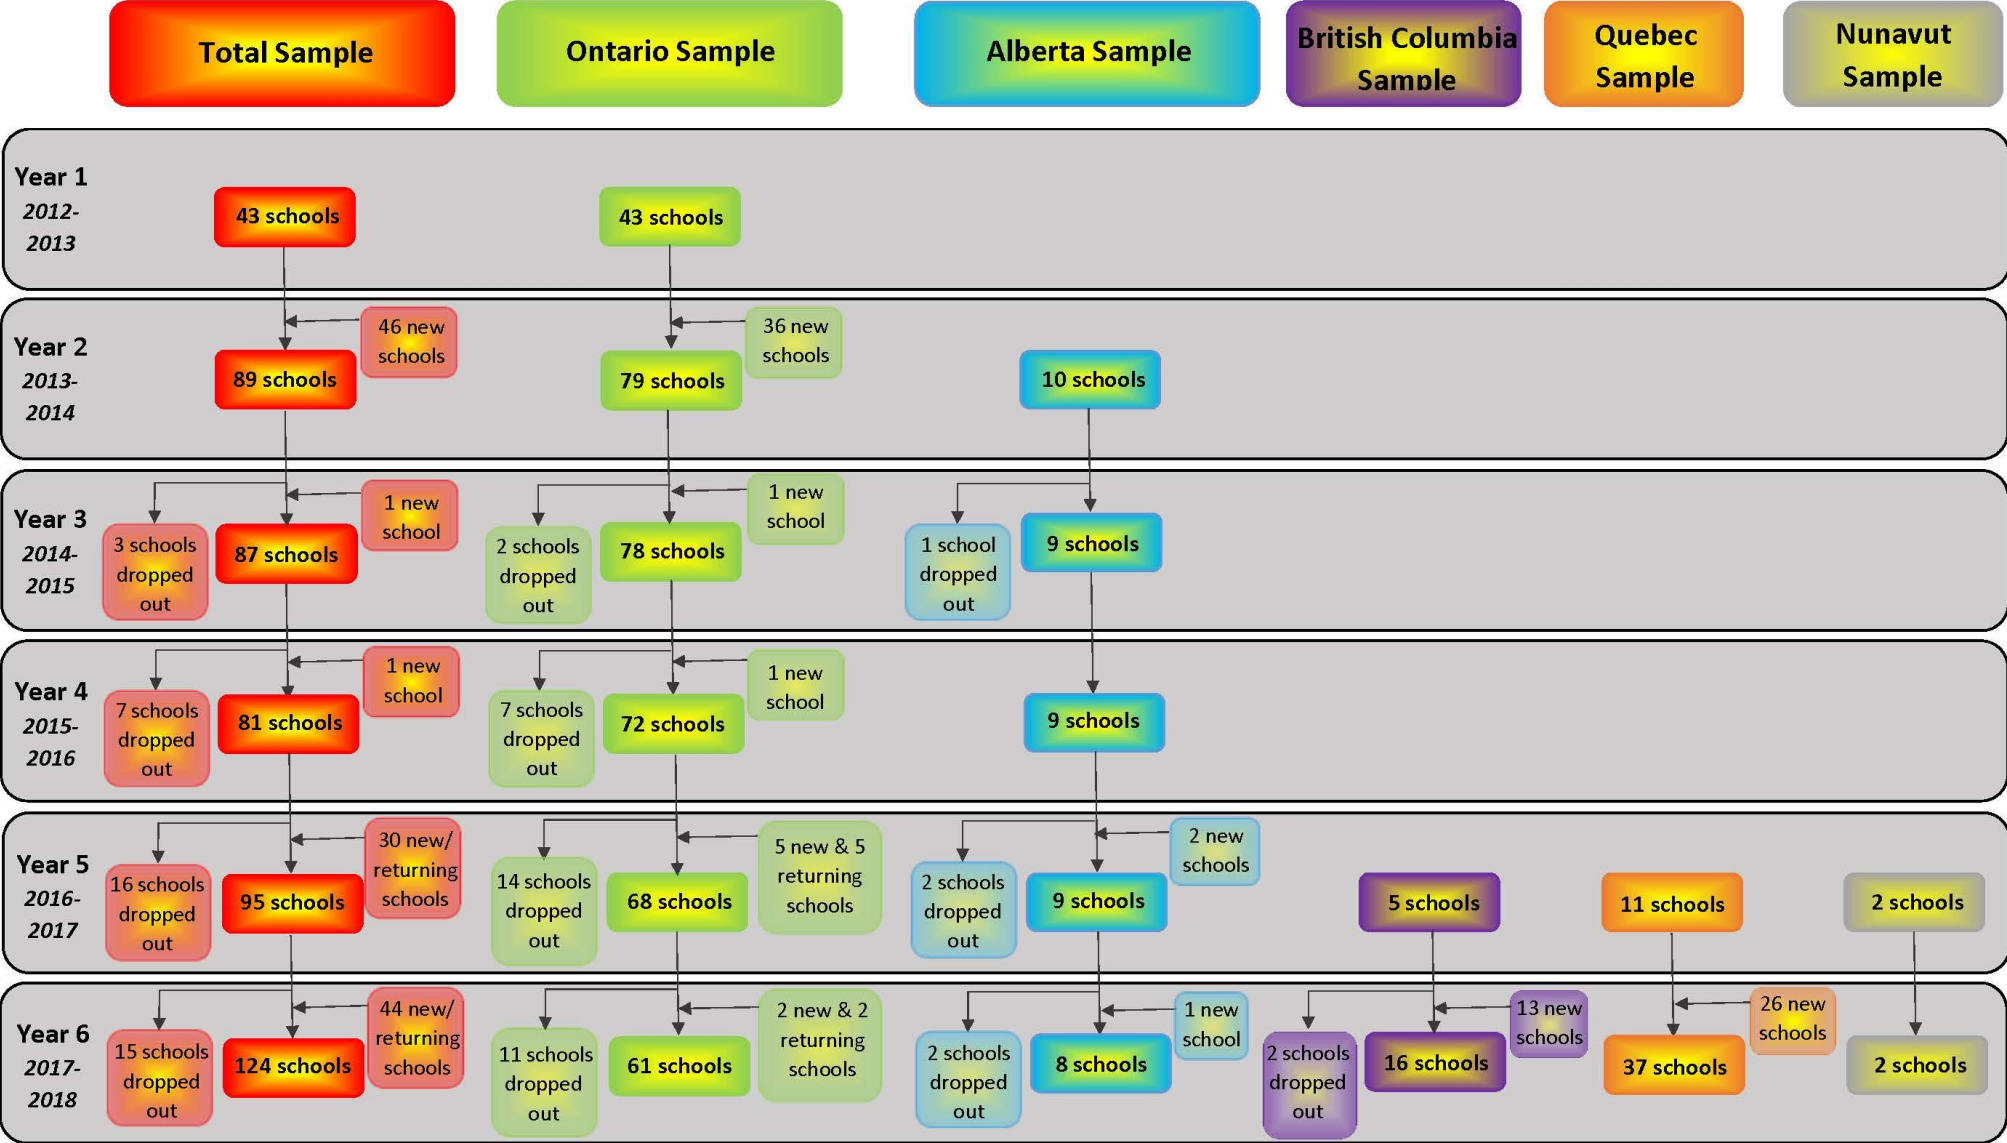 Total Sample
Ontario Sample
Alberta Sample
British Columbia
Sample
Quebec
Sample
Nunavut
Sample
Year 1
2012-
2013
43 schools
43 schools
Year 2
2013-
2014
46 new
schools
89 schools
36 new
schools
79 schools
10 schools
Year 3
2014-
2015
3 schools
dropped
out
87 schools
1 new
school
2 schools
dropped
out
78 schools
1 new
school
1 school
dropped
out
9 schools
Year 4
2015-
2016
7 schools
dropped
out
81 schools
1 new
school
7 schools
dropped
out
72 schools
1 new
school
9 schools
Year 5
2016-
2017
16 schools
dropped
out
95 schools
30 new/
returning
schools
14 schools
dropped
out
68 schools
5 new & 5
returning
schools
2 schools
dropped
out
9 schools
2 new
schools
5 schools
11 schools
2 schools
Year 6
2017-
2018
15 schools
dropped
out
124 schools
44 new/
returning
schools
11 schools
dropped
out
61 schools
2 new & 2
returning
schools
2 schools
dropped
out
8 schools
1 new
school
2 schools
dropped
out
16 schools
13 new
schools
37 schools
26 new
schools
2 schools